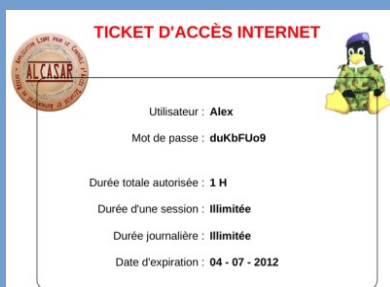 TICKET D'ACCÈS INTERNET
ALCASAR
Utilisateur : Alex
Mot de passe : duKbFUo9
Durée totale autorisée : 1 H
Durée d'une session : Illimitée
Durée journalière : Illimitée
Date d'expiration : 04 - 07 - 2012